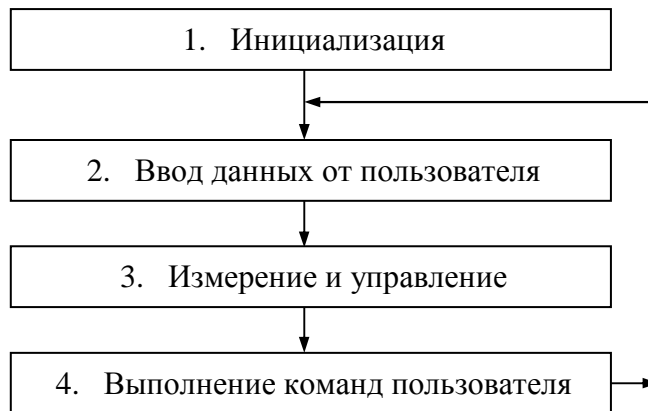 1. Инициализация
2. Ввод данных от пользователя
3. Измерение и управление
4. Выполнение команд пользователя